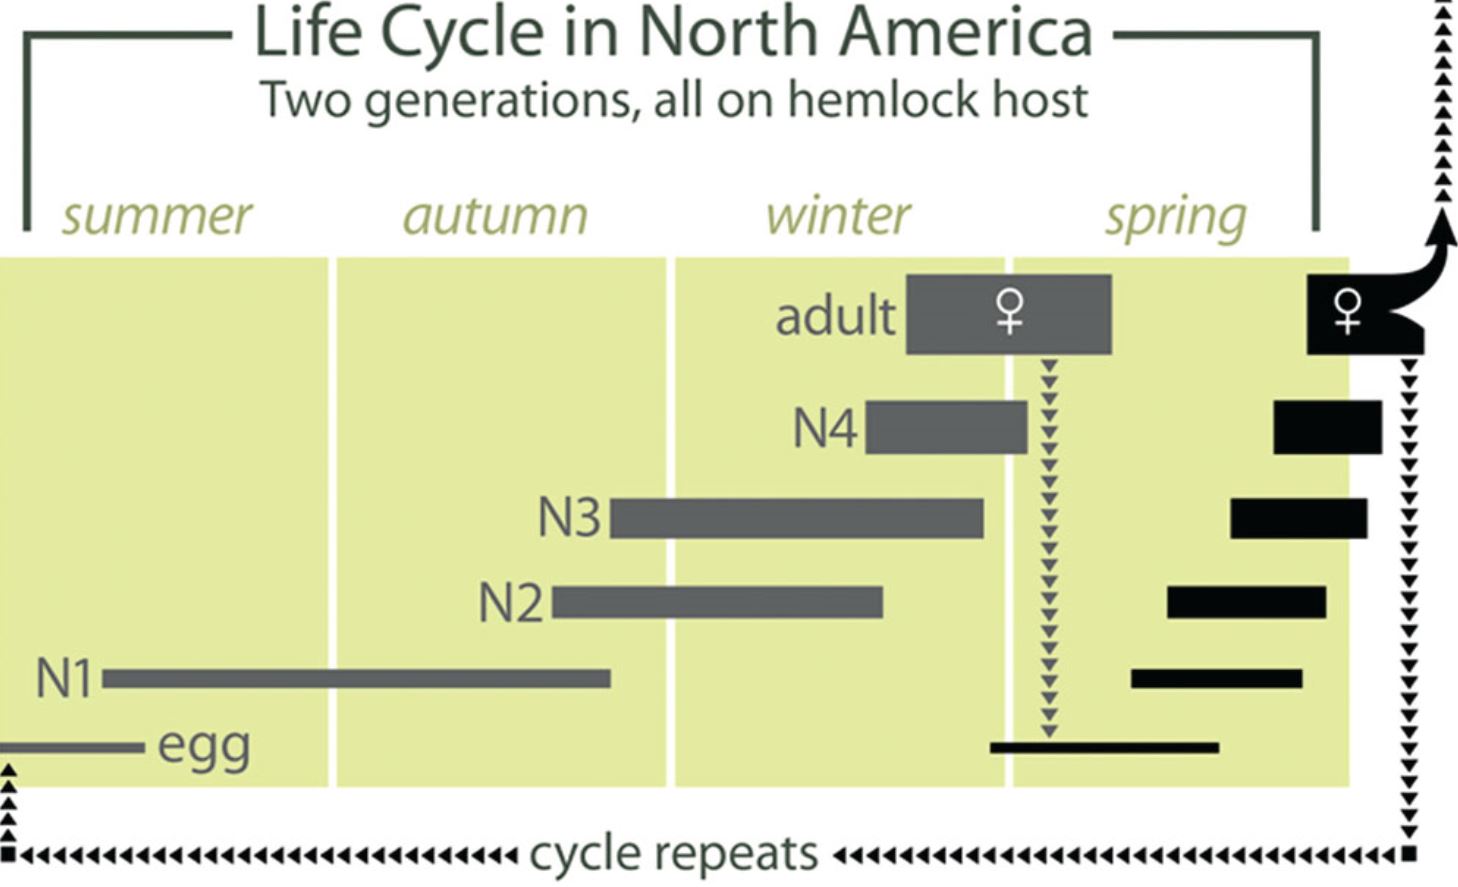 Life Cycle in North America
Two generations, all on hemlock host
summer autumn winter spring
adult ♀ ♀
N4
N3
N2
N1
egg
cycle repeats